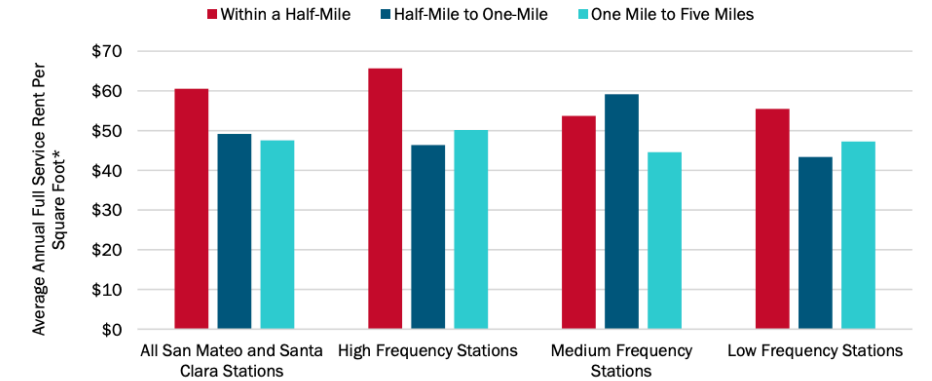 Within a Half-Mile Half-Mile to One-Mile One Mile to Five Miles
Average Annual Full Service Rent Per
Square Foot*
$70
$60
$50
$40
$30
$20
$10
$0
All San Mateo and Santa
Clara Stations
High Frequency Stations
Medium Frequency
Stations
Low Frequency Stations